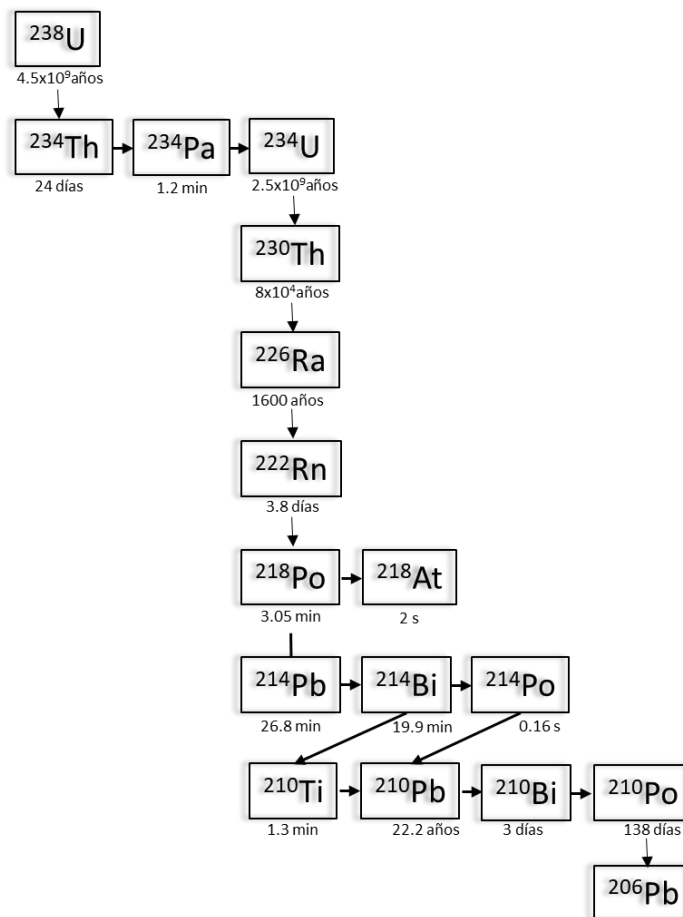 ²³⁸U
4.5x10⁹años
²³⁴Th ²³⁴Pa ²³⁴U
24 días 1.2 min 2.5x10⁹años
²³⁰Th
8x10⁴años
²²⁶Ra
1600 años
²²²Rn
3.8 días
²¹⁸Po ²¹⁸At
3.05 min 2 s
²¹⁴Pb ²¹⁴Bi ²¹⁴Po
26.8 min 19.9 min 0.16 s
²¹⁰Ti ²¹⁰Pb ²¹⁰Bi ²¹⁰Po
1.3 min 22.2 años 3 días 138 días
²⁰⁶Pb